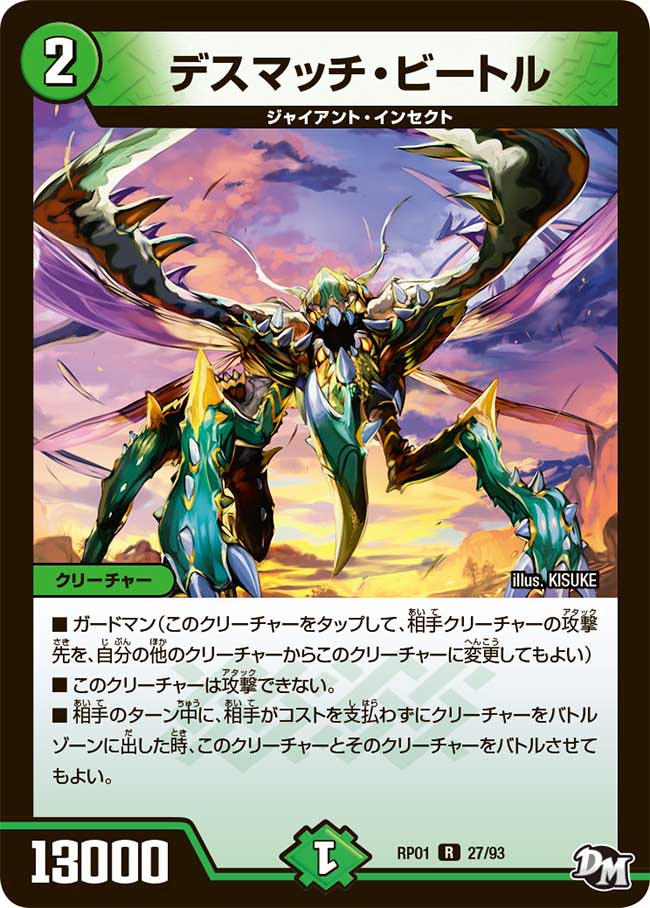 2
デスマッチ・ビートル
ジャイアント・インセクト
クリーチャー
illus. KISUKE
■ ガードマン（このクリーチャーをタップして、相手クリーチャーの攻撃
先を、自分の他のクリーチャーからこのクリーチャーに変更してもよい）
■ このクリーチャーは攻撃できない。
■ 相手のターン中に、相手がコストを支払わずにクリーチャーをバトル
ゾーンに出した時、このクリーチャーとそのクリーチャーをバトルさせて
もよい。
13000
1
RP01 R 27/93
DM